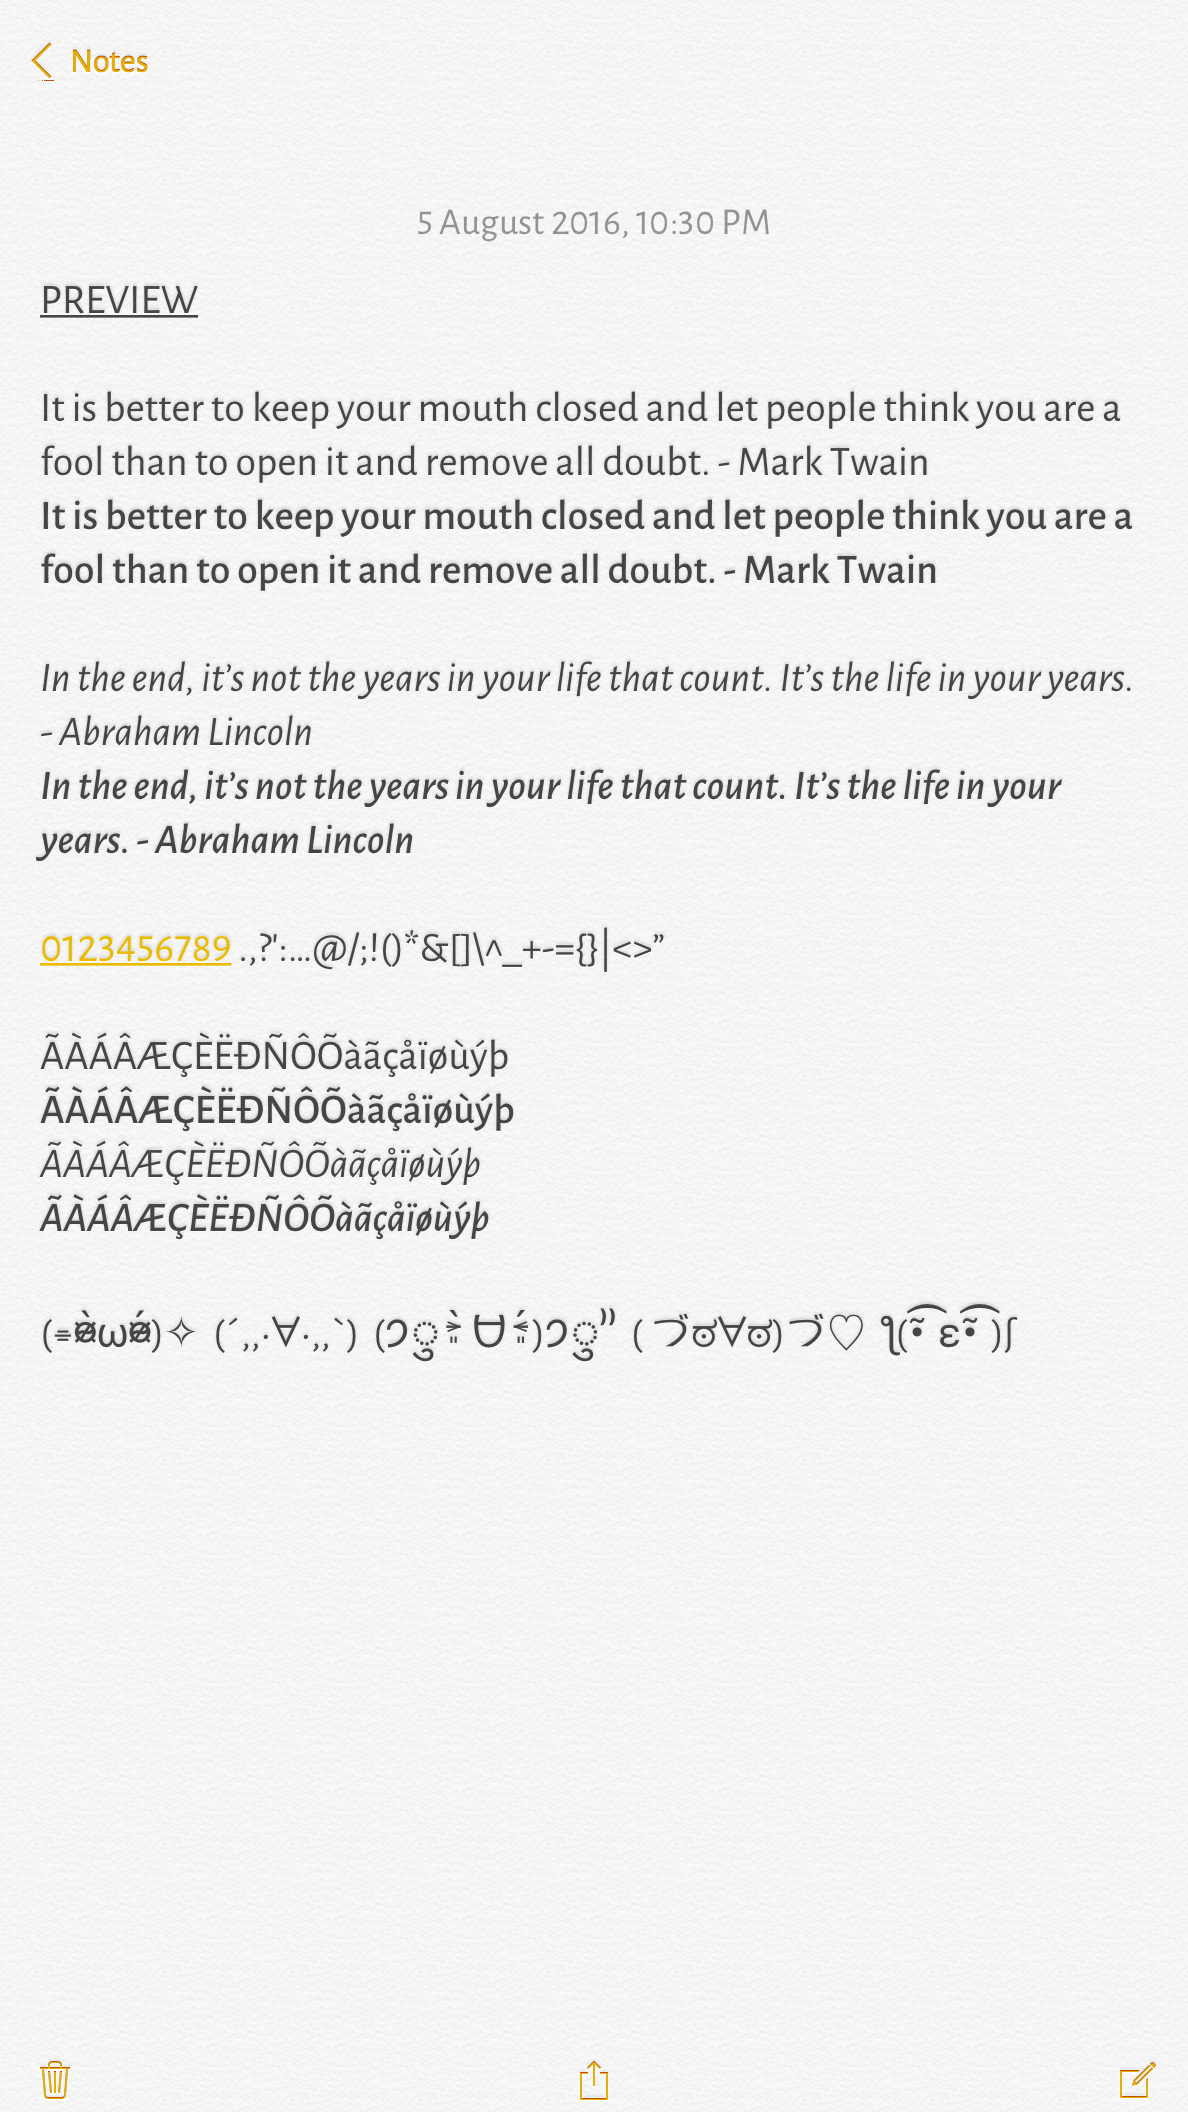 Notes
5 August 2016, 10:30 PM
PREVIEW
It is better to keep your mouth closed and let people think you are a
fool than to open it and remove all doubt. - Mark Twain
It is better to keep your mouth closed and let people think you are a
fool than to open it and remove all doubt. - Mark Twain
In the end, it’s not the years in your life that count. It’s the life in your years.
- Abraham Lincoln
In the end, it’s not the years in your life that count. It’s the life in your
years. - Abraham Lincoln
0123456789 .,?':...@/;!()*&[]\^_+-={}|<>”
ÃÀÁÂÆÇÈËÐÑÔÕàãçåïøùýþ
ÃÀÁÂÆÇÈËÐÑÔÕàãçåïøùýþ
ÃÀÁÂÆÇÈËÐÑÔÕàãçåïøùýþ
ÃÀÁÂÆÇÈËÐÑÔÕàãçåïøùýþ
(´,,·∀·,,`) ( づಠ∀ಠ)づ♡